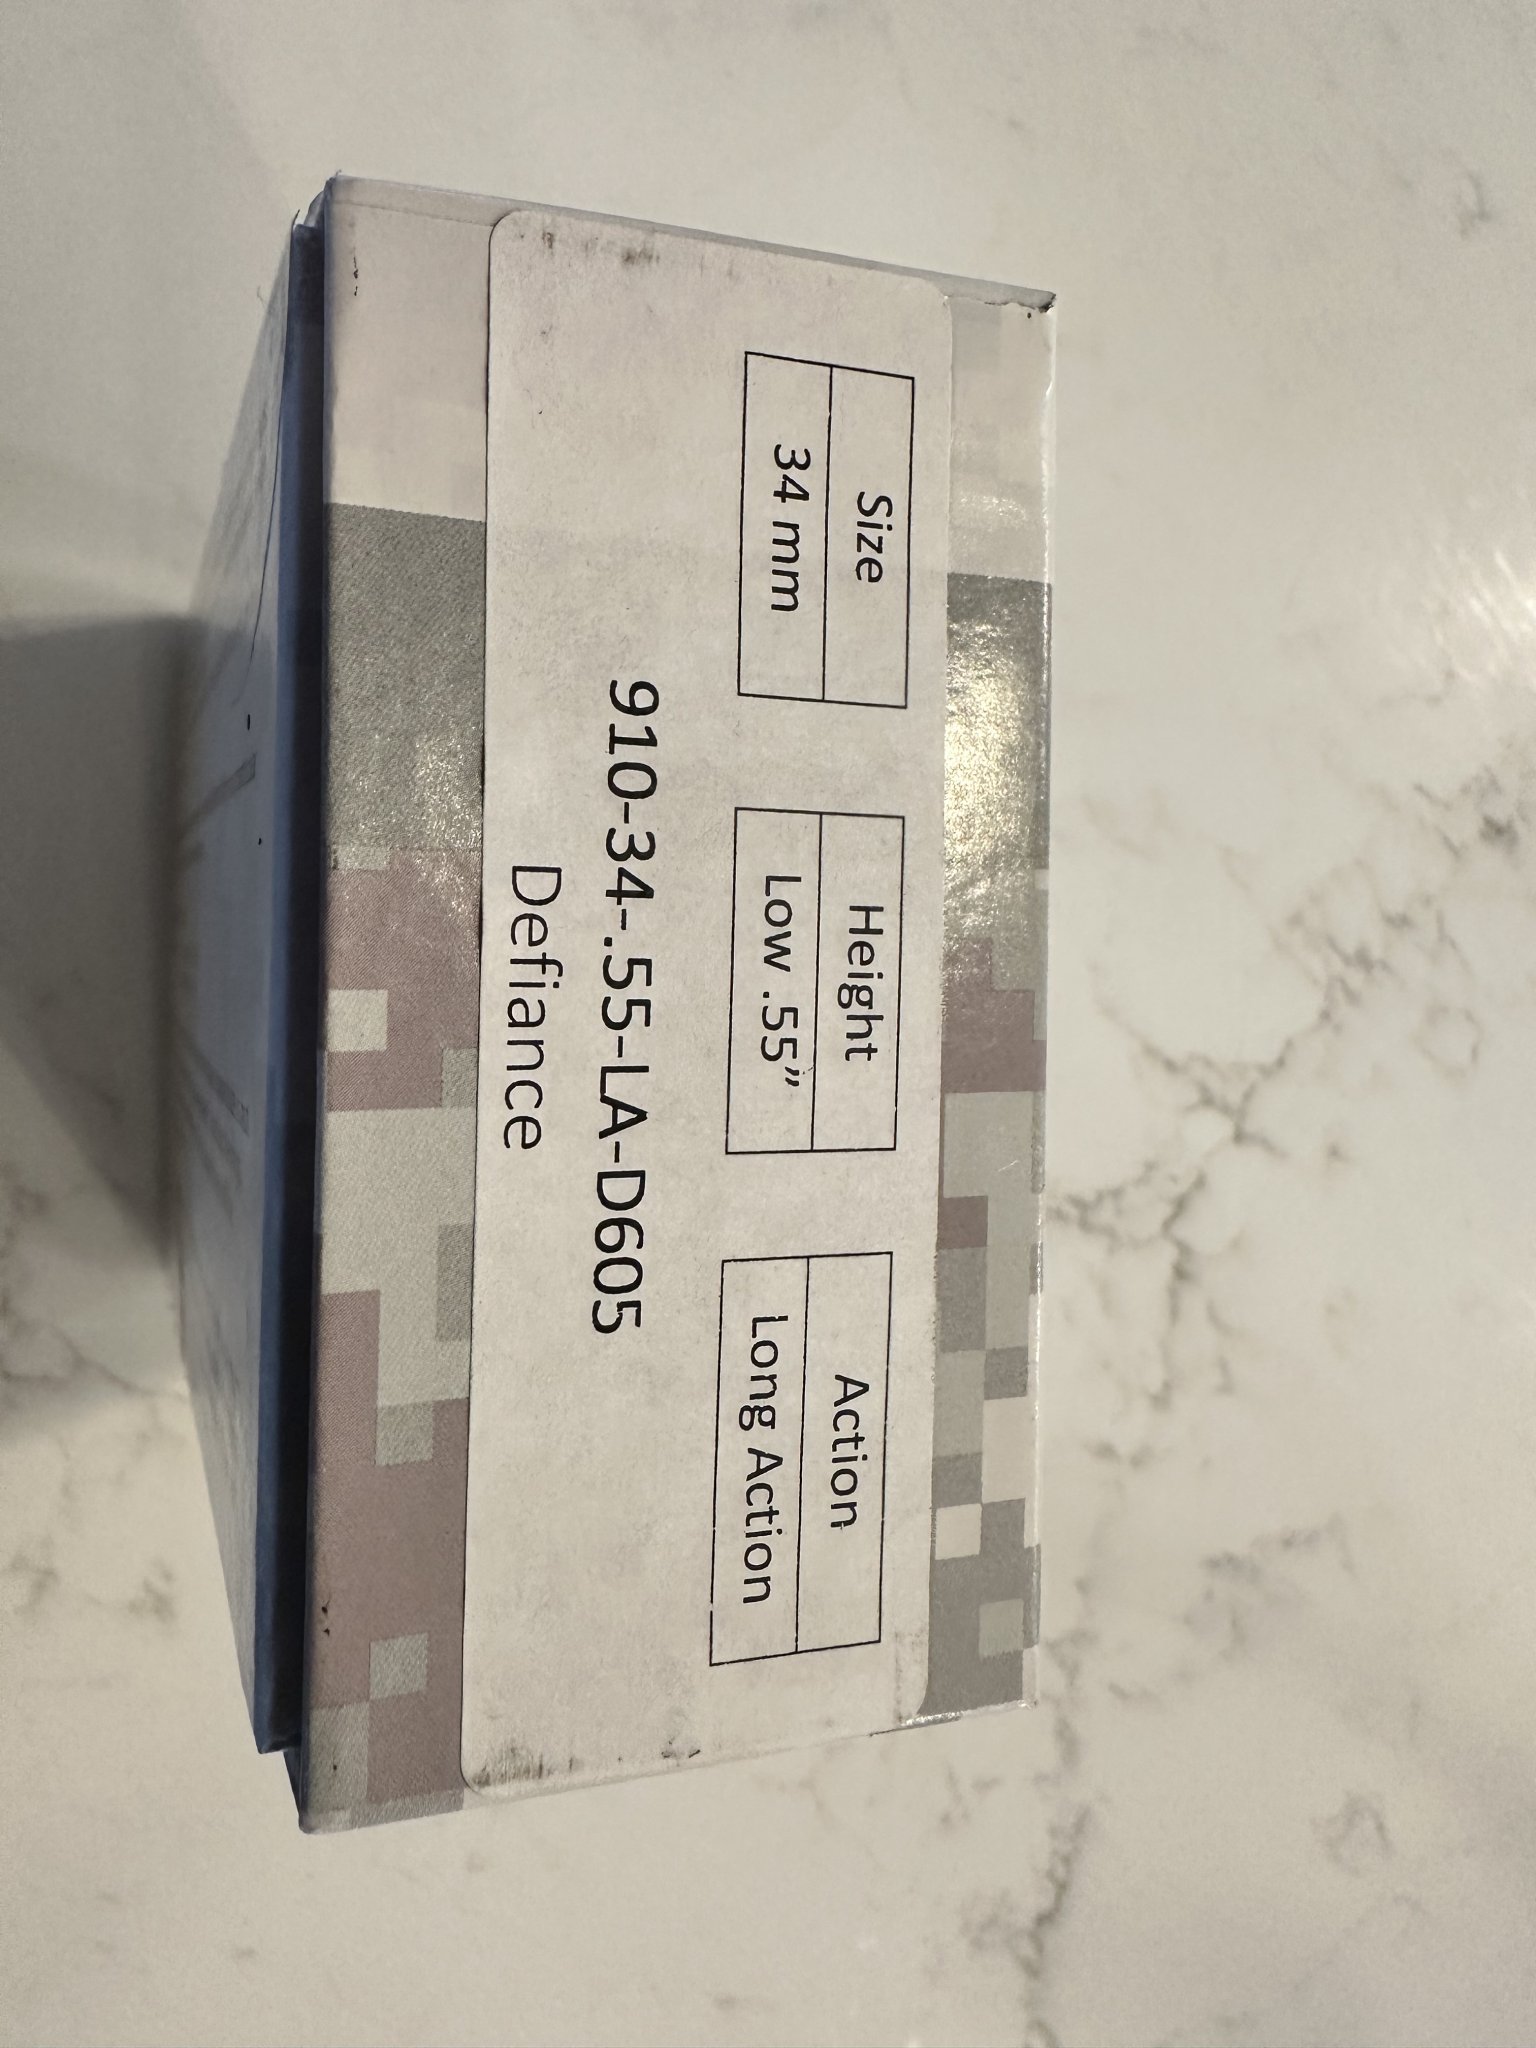 Size
34 mm
Height
Low .55”
Action
Long Action
910-34-.55-LA-D605
Defiance